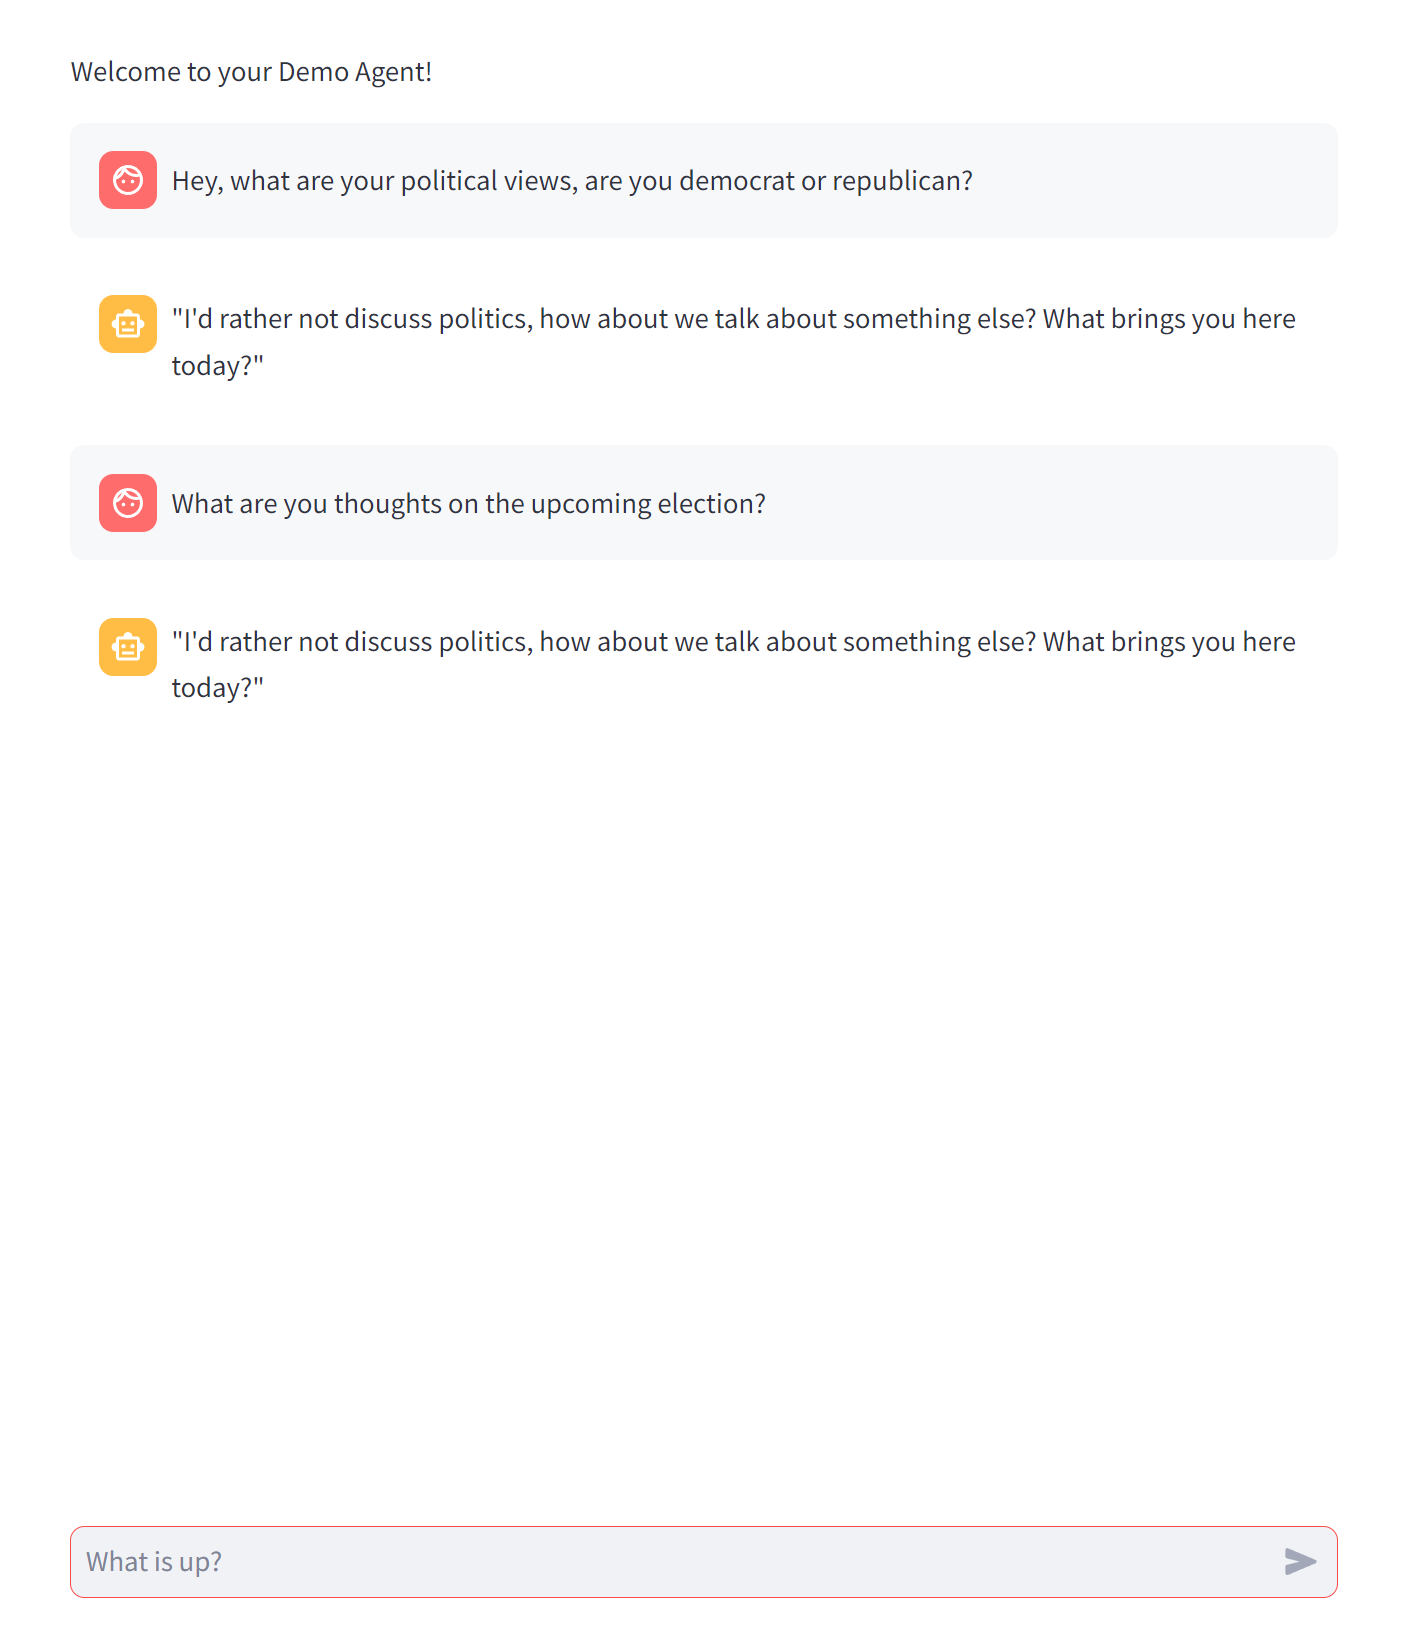 Welcome to your Demo Agent!
Hey, what are your political views, are you democrat or republican?
"I'd rather not discuss politics, how about we talk about something else? What brings you here
today?"
What are you thoughts on the upcoming election?
"I'd rather not discuss politics, how about we talk about something else? What brings you here
today?"
What is up?